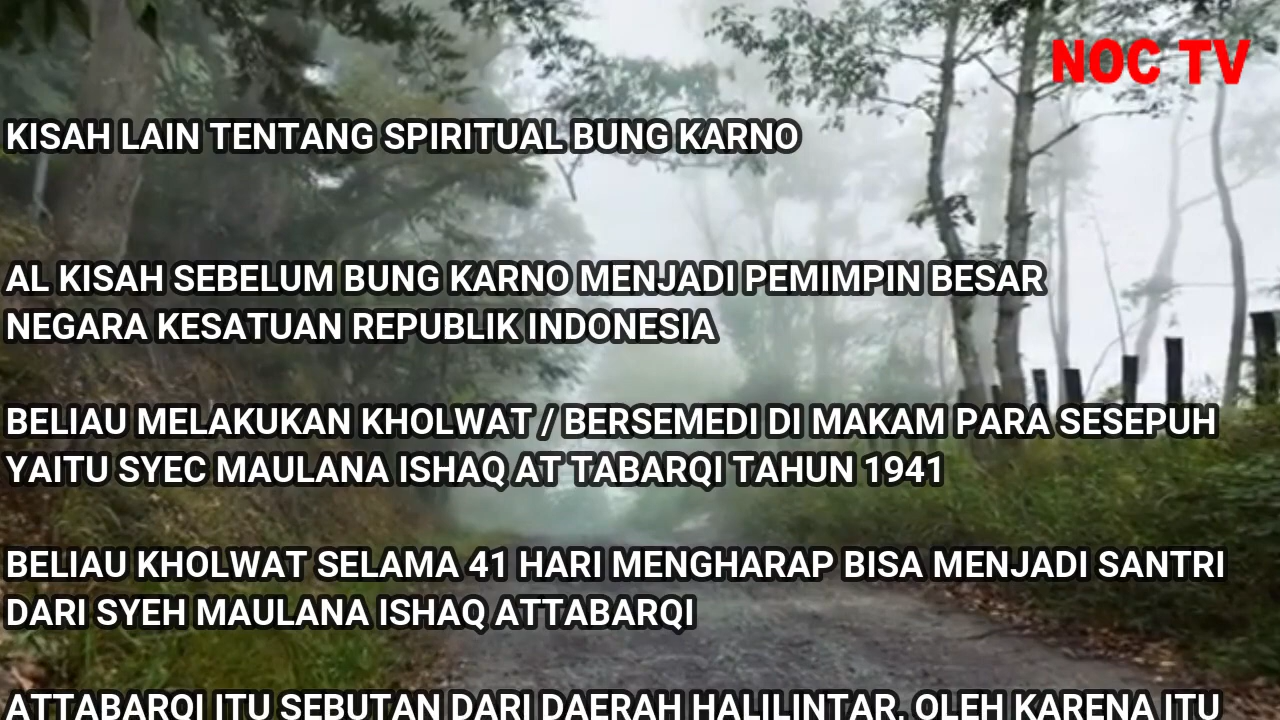 NOC TV
KISAH LAIN TENTANG SPIRITUAL BUNG KARNO
AL KISAH SEBELUM BUNG KARNO MENJADI PEMIMPIN BESAR
NEGARA KESATUAN REPUBLIK INDONESIA
BELIAU MELAKUKAN KHOLWAT / BERSEMEDI DI MAKAM PARA SESEPUH
YAITU SYEC MAULANA ISHAQ AT TABARQI TAHUN 1941
BELIAU KHOLWAT SELAMA 41 HARI MENGHARAP BISA MENJADI SANTRI
DARI SYEH MAULANA ISHAQ ATTABARQI
ATTABARQI ITU SEBUTAN DARI DAERAH HALILINTAR, OLEH KARENA ITU